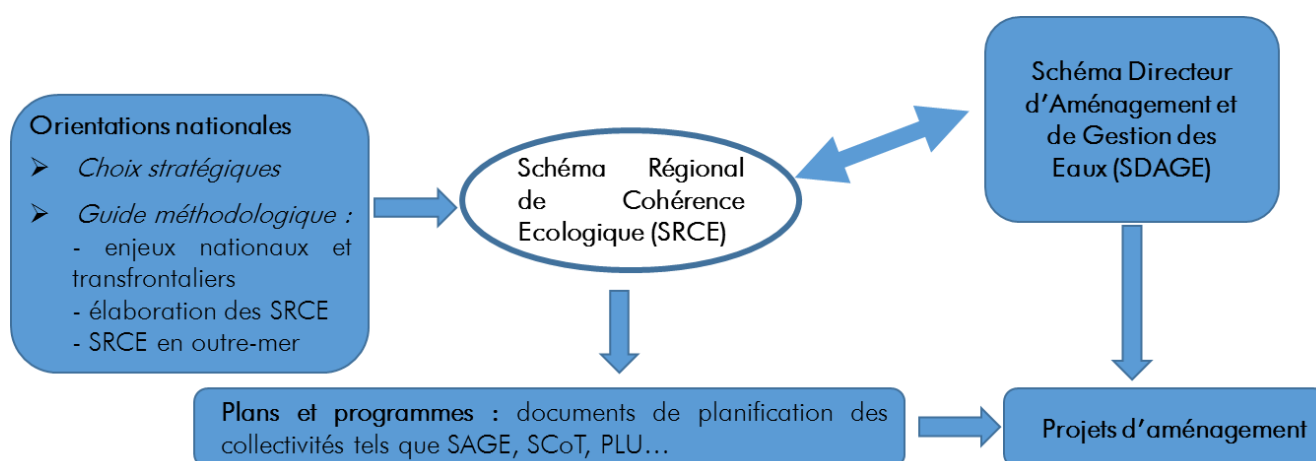 Orientations nationales
➢ Choix stratégiques
➢ Guide méthodologique :
- enjeux nationaux et
transfrontaliers
- élaboration des SRCE
- SRCE en outre-mer
Schéma Régional
de Cohérence
Ecologique (SRCE)
Schéma Directeur
d’Aménagement et
de Gestion des
Eaux (SDAGE)
Plans et programmes : documents de planification des
collectivités tels que SAGE, SCoT, PLU…
Projets d’aménagement